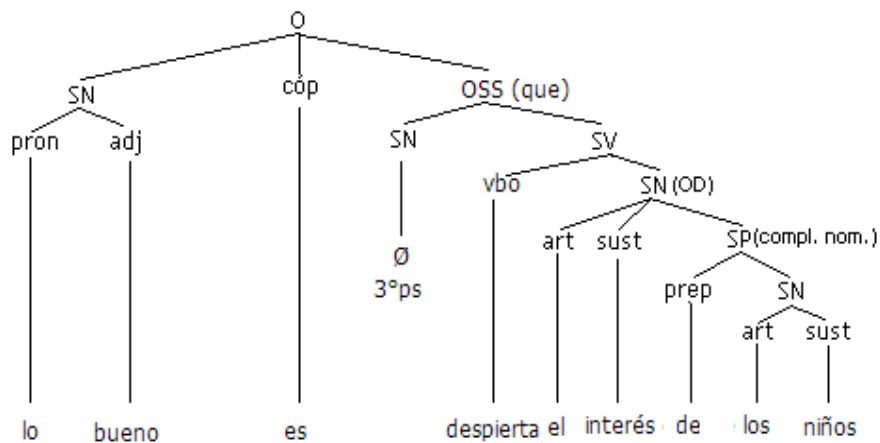 O
SN cóp OSS (que)
pron adj SN SV
vbo SN (OD)
art sust SP (compl. nom.)
Ø
3°ps prep SN
art sust
lo bueno es despierta el interés de los niños